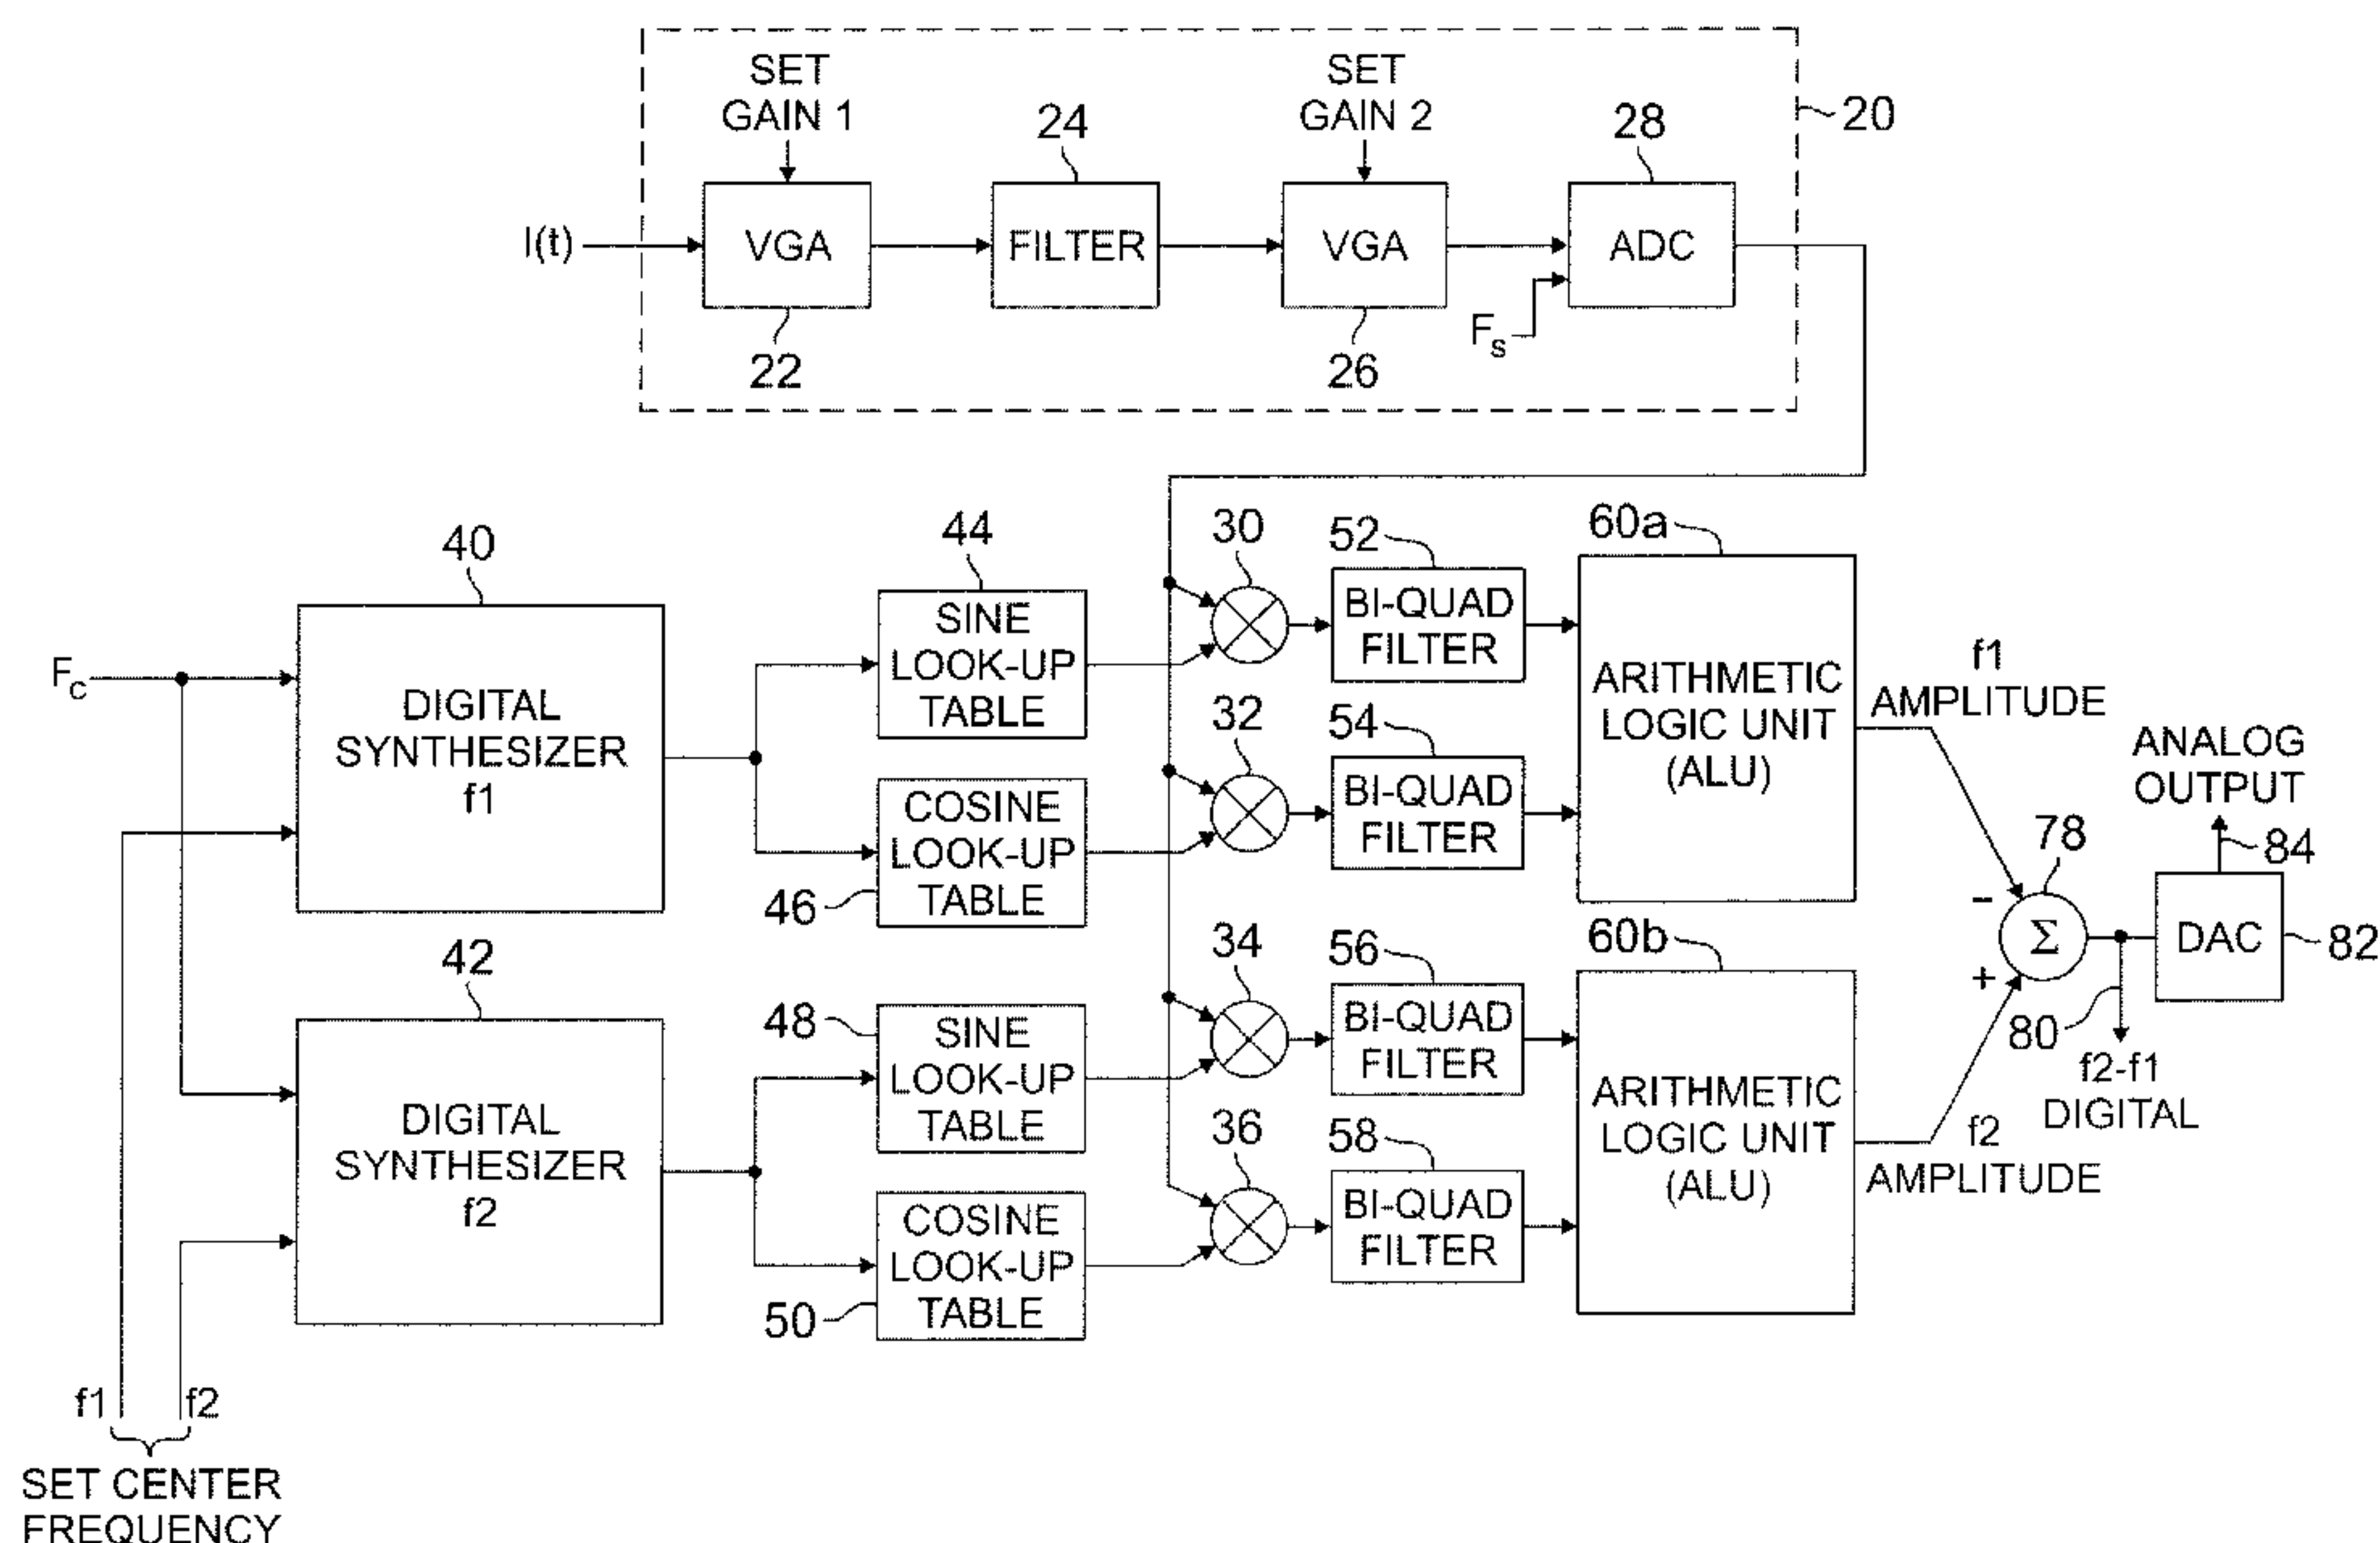 SET
GAIN 1
SET
GAIN 2
24
28
20
I(t)
VGA
FILTER
VGA
ADC
Fs
22
26
40
44
30
52
60a
Fc
DIGITAL
SYNTHESIZER
f1
SINE
LOOK-UP
TABLE
BI-QUAD
FILTER
ARITHMETIC
LOGIC UNIT
(ALU)
f1
AMPLITUDE
32
54
COSINE
LOOK-UP
TABLE
46
BI-QUAD
FILTER
ANALOG
OUTPUT
84
78
-
Σ
+
DAC
82
80
f2-f1
DIGITAL
42
48
34
56
60b
DIGITAL
SYNTHESIZER
f2
SINE
LOOK-UP
TABLE
BI-QUAD
FILTER
ARITHMETIC
LOGIC UNIT
(ALU)
f2
AMPLITUDE
36
58
COSINE
LOOK-UP
TABLE
50
BI-QUAD
FILTER
f1
f2
SET CENTER
FREQUENCY